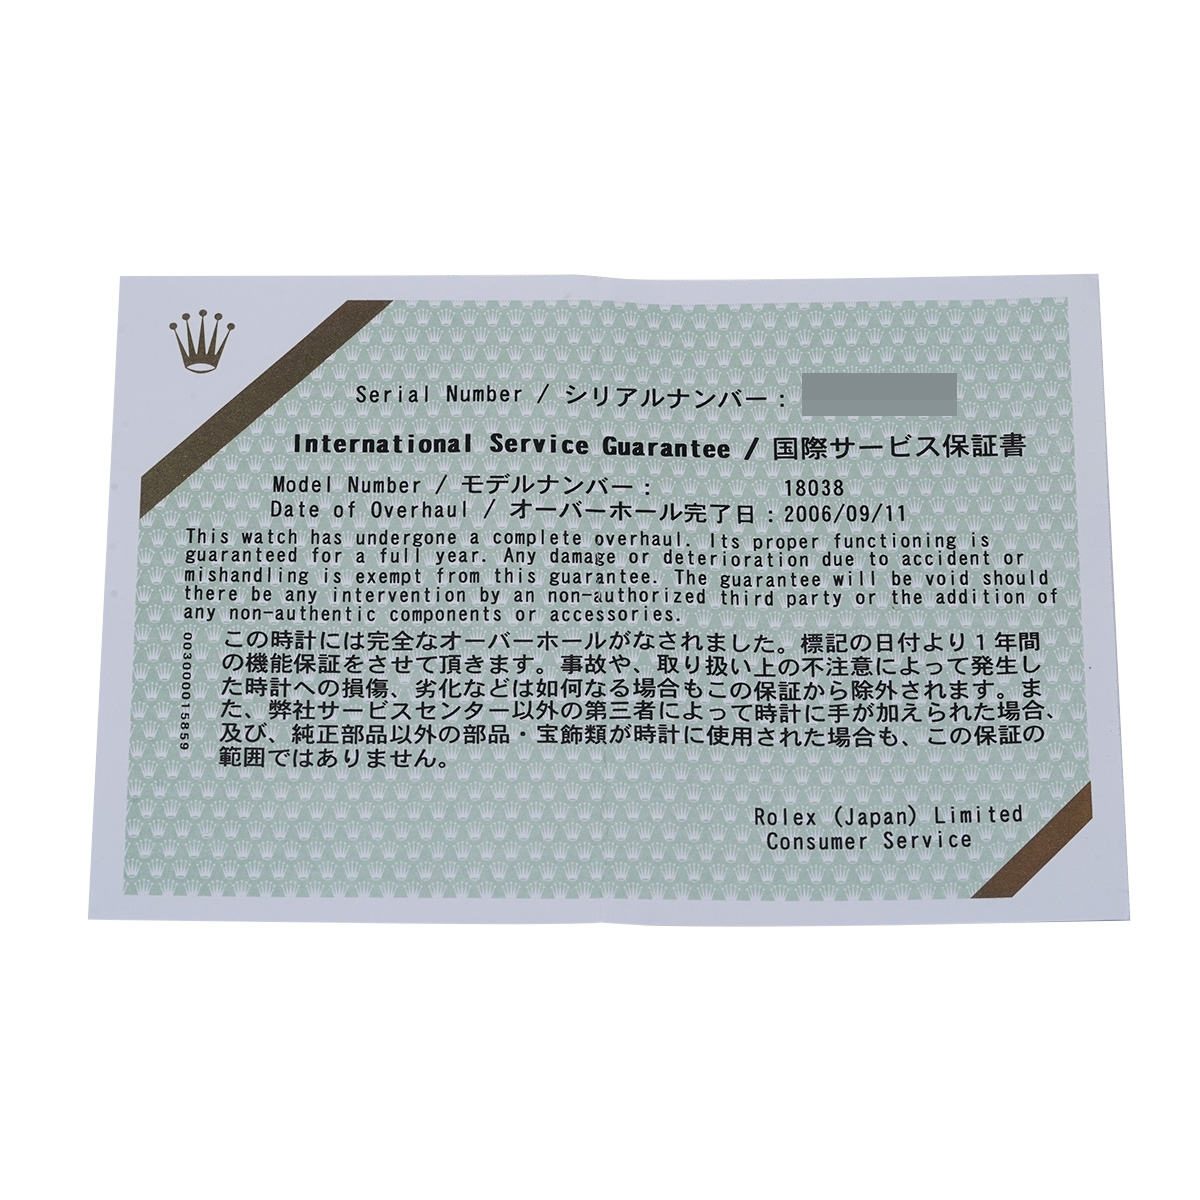 Serial Number / シリアルナンバー :
International Service Guarantee / 国際サービス保証書
Model Number / モデルナンバー : 18038
Date of Overhaul / オーバーホール完了日 : 2006/09/11
This watch has undergone a complete overhaul. Its proper functioning is
guaranteed for a full year. Any damage or deterioration due to accident or
mishandling is exempt from this guarantee. The guarantee will be void should
there be any intervention by an non-authorized third party or the addition of
any non-authentic components or accessories.
この時計には完全なオーバーホールがなされました。標記の日付より1年間
の機能保証をさせて頂きます。事故や、取り扱い上の不注意によって発生し
た時計への損傷、劣化などは如何なる場合もこの保証から除外されます。ま
た、弊社サービスセンター以外の第三者によって時計に手が加えられた場合、
及び、純正部品以外の部品・宝飾類が時計に使用された場合も、この保証の
範囲ではありません。
003000015859
Rolex (Japan) Limited
Consumer Service